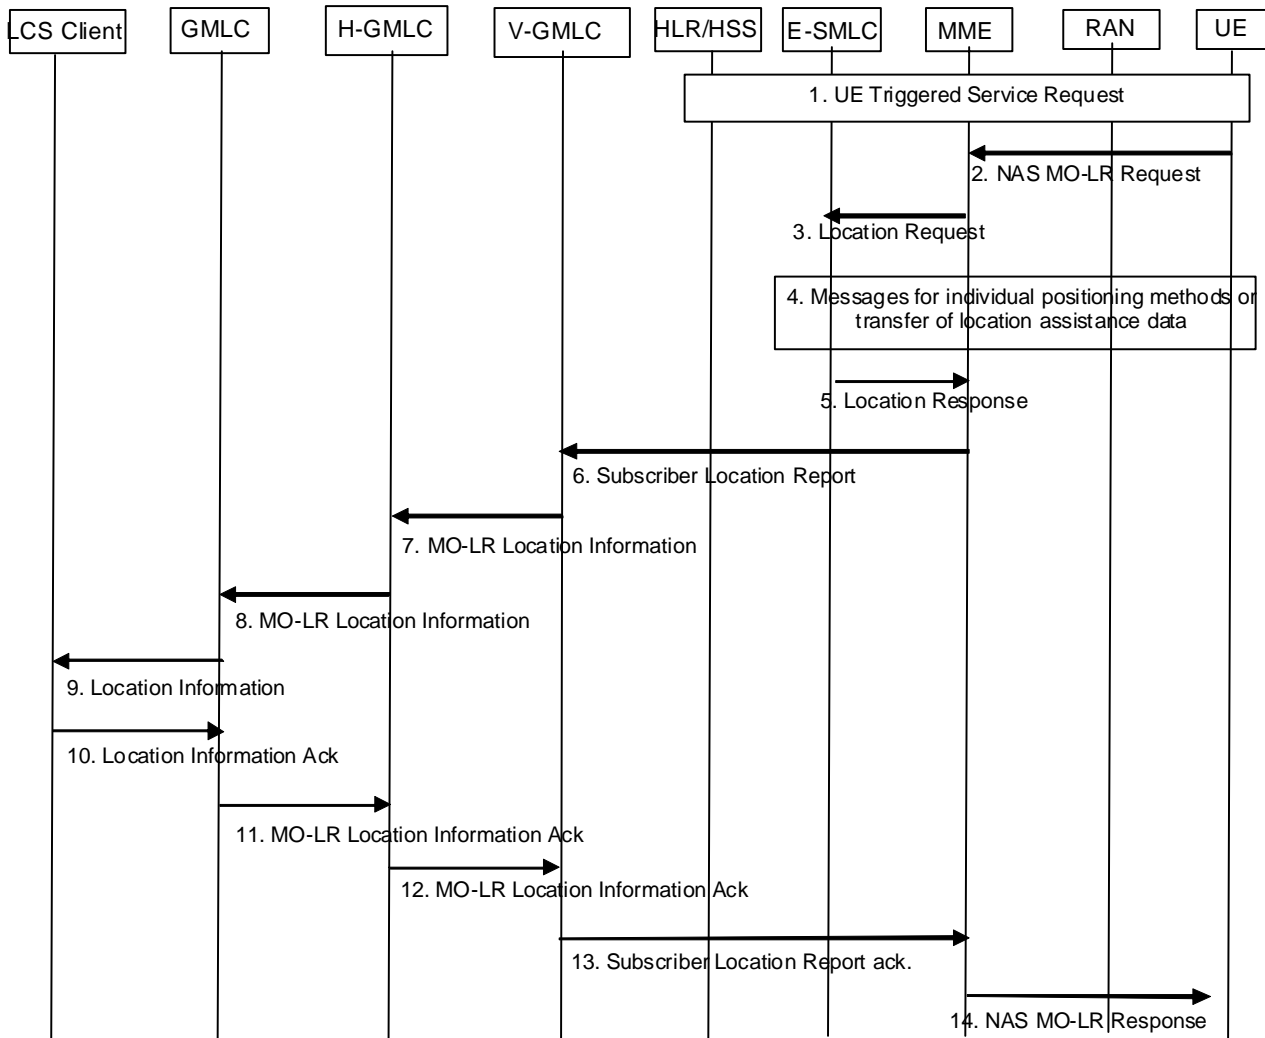 LCS Client
GMLC
H-GMLC
V-GMLC
HLR/HSS
E-SMLC
MME
RAN
UE
1. UE Triggered Service Request
2. NAS MO-LR Request
3. Location Request
4. Messages for individual positioning methods or
transfer of location assistance data
5. Location Response
6. Subscriber Location Report
7. MO-LR Location Information
8. MO-LR Location Information
9. Location Information
10. Location Information Ack
11. MO-LR Location Information Ack
12. MO-LR Location Information Ack
13. Subscriber Location Report ack.
14. NAS MO-LR Response